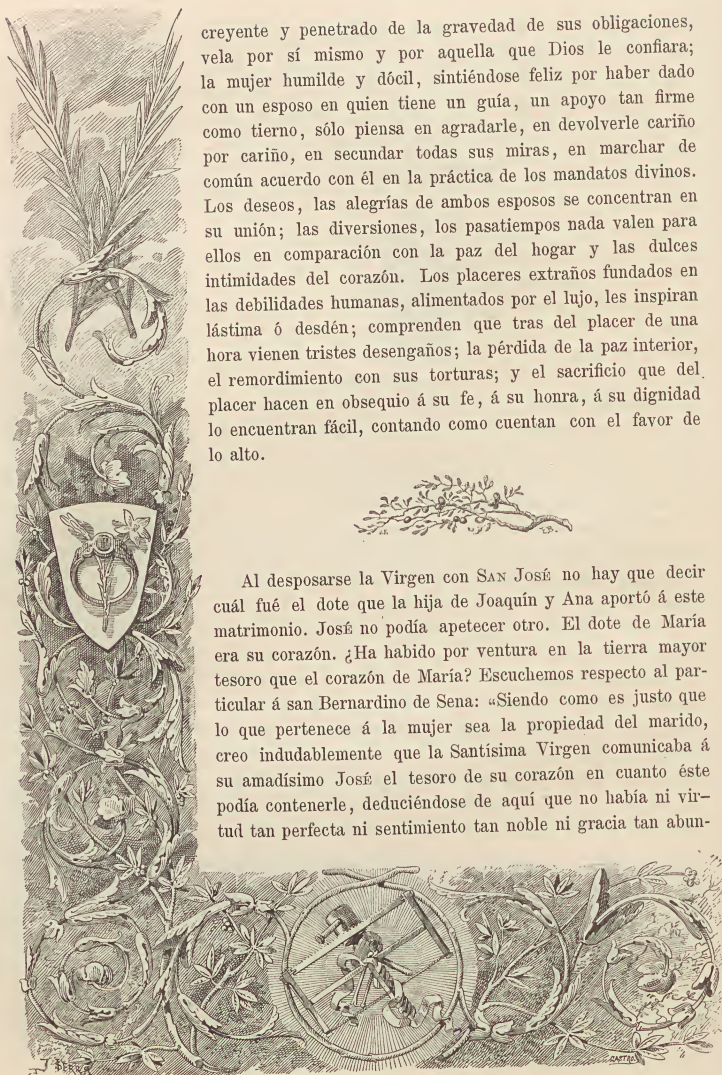 creyente y penetrado de la gravedad de sus obligaciones,
vela por sí mismo y por aquella que Dios le confiara;
la mujer humilde y dócil, sintiéndose feliz por haber dado
con un esposo en quien tiene un guía, un apoyo tan firme
como tierno, sólo piensa en agradarle, en devolverle cariño
por cariño, en secundar todas sus miras, en marchar de
común acuerdo con él en la práctica de los mandatos divinos.
Los deseos, las alegrías de ambos esposos se concentran en
su unión; las diversiones, los pasatiempos nada valen para
ellos en comparación con la paz del hogar y las dulces
intimidades del corazón. Los placeres extraños fundados en
las debilidades humanas, alimentados por el lujo, les inspiran
lástima ó desdén; comprenden que tras del placer de una
hora vienen tristes desengaños; la pérdida de la paz interior,
el remordimiento con sus torturas; y el sacrificio que del
placer hacen en obsequio á su fe, á su honra, á su dignidad
lo encuentran fácil, contando como cuentan con el favor de
lo alto.
Al desposarse la Virgen con SAN JOSÉ no hay que decir
cuál fué el dote que la hija de Joaquín y Ana aportó á este
matrimonio. JOSÉ no podía apetecer otro. El dote de María
era su corazón. ¿Ha habido por ventura en la tierra mayor
tesoro que el corazón de María? Escuchemos respecto al par-
ticular á san Bernardino de Sena: «Siendo como es justo que
lo que pertenece á la mujer sea la propiedad del marido,
creo indudablemente que la Santísima Virgen comunicaba á
su amadísimo JOSÉ el tesoro de su corazón en cuanto éste
podía contenerle, deduciéndose de aquí que no había ni vir-
tud tan perfecta ni sentimiento tan noble ni gracia tan abun-
CASTRO